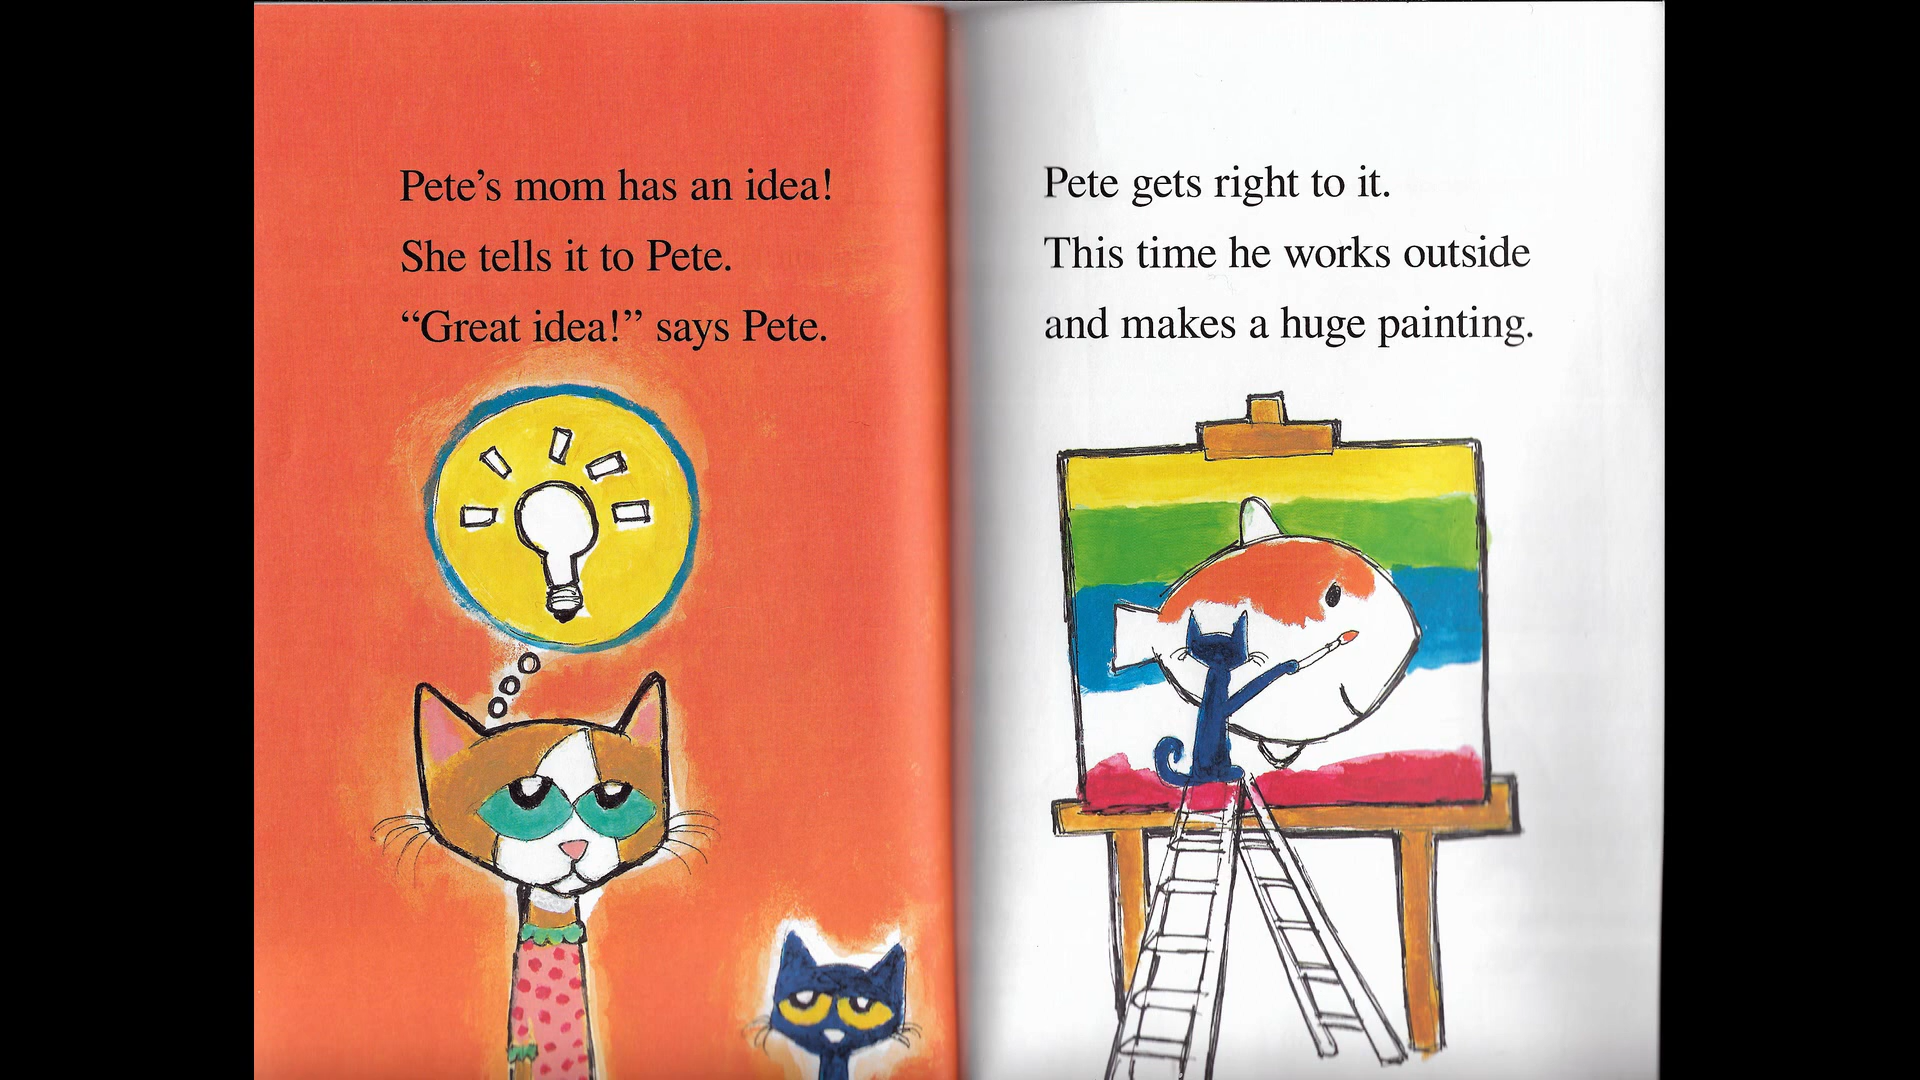 Pete’s mom has an idea!
She tells it to Pete.
“Great idea!” says Pete.
Pete gets right to it.
This time he works outside
and makes a huge painting.